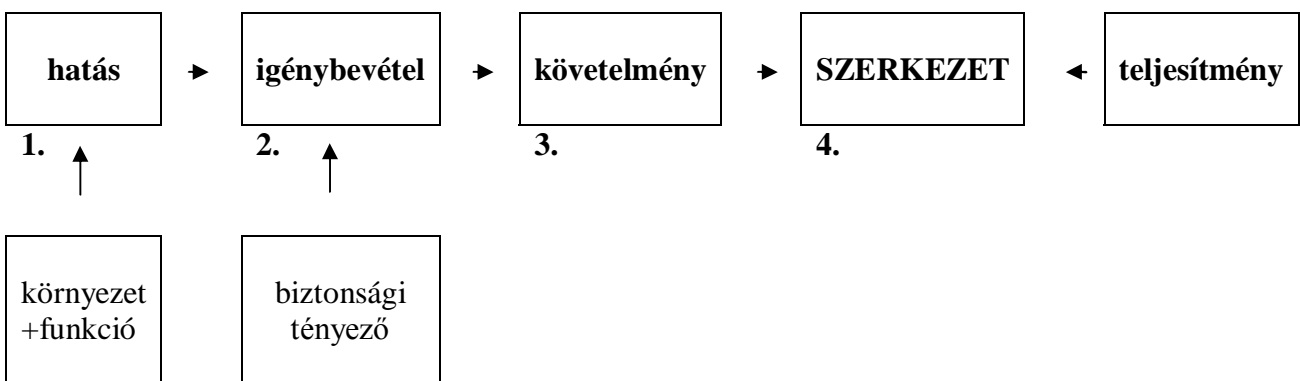 hatás
igénybevétel
követelmény
SZERKEZET
teljesítmény
1.
2.
3.
4.
környezet
+funkció
biztonsági
tényező